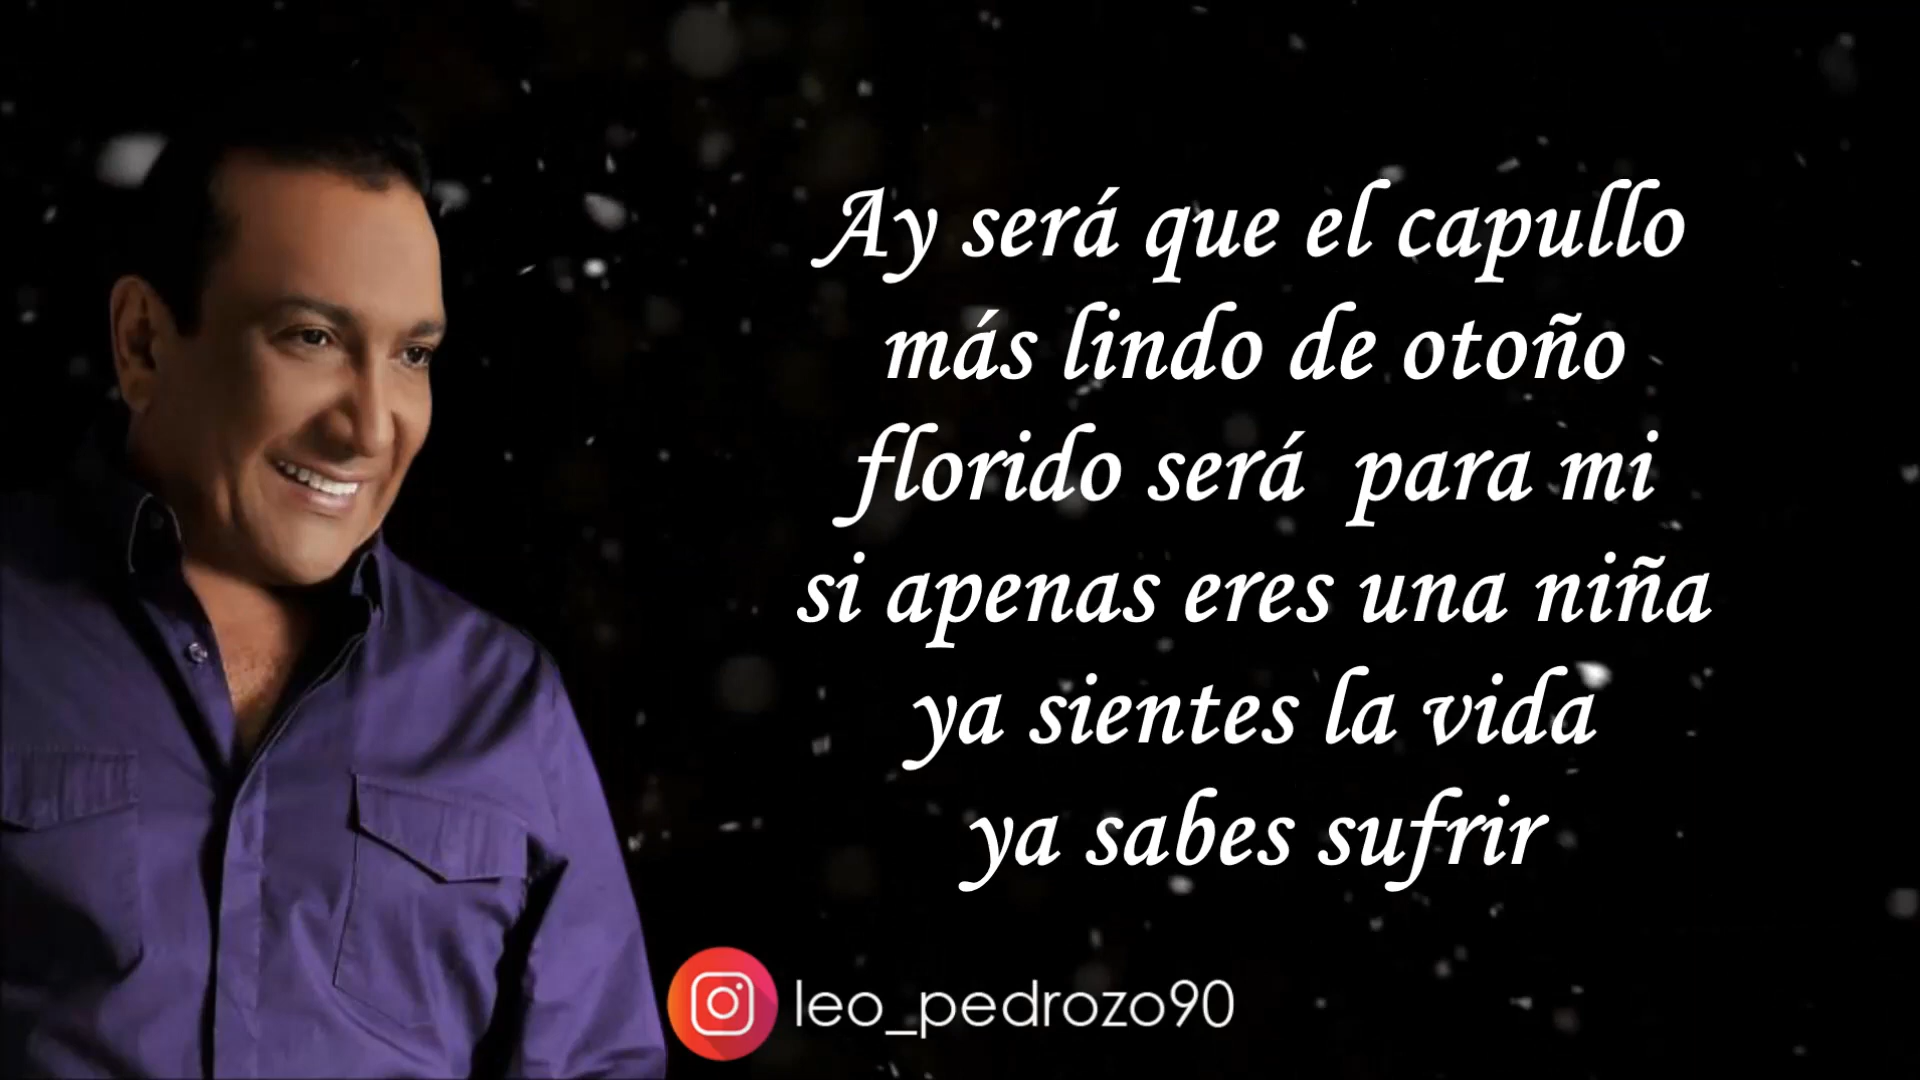 Ay será que el capullo
más lindo de otoño
florido será  para mi
si apenas eres una niña
ya sientes la vida
ya sabes sufrir
leo_pedrozo90